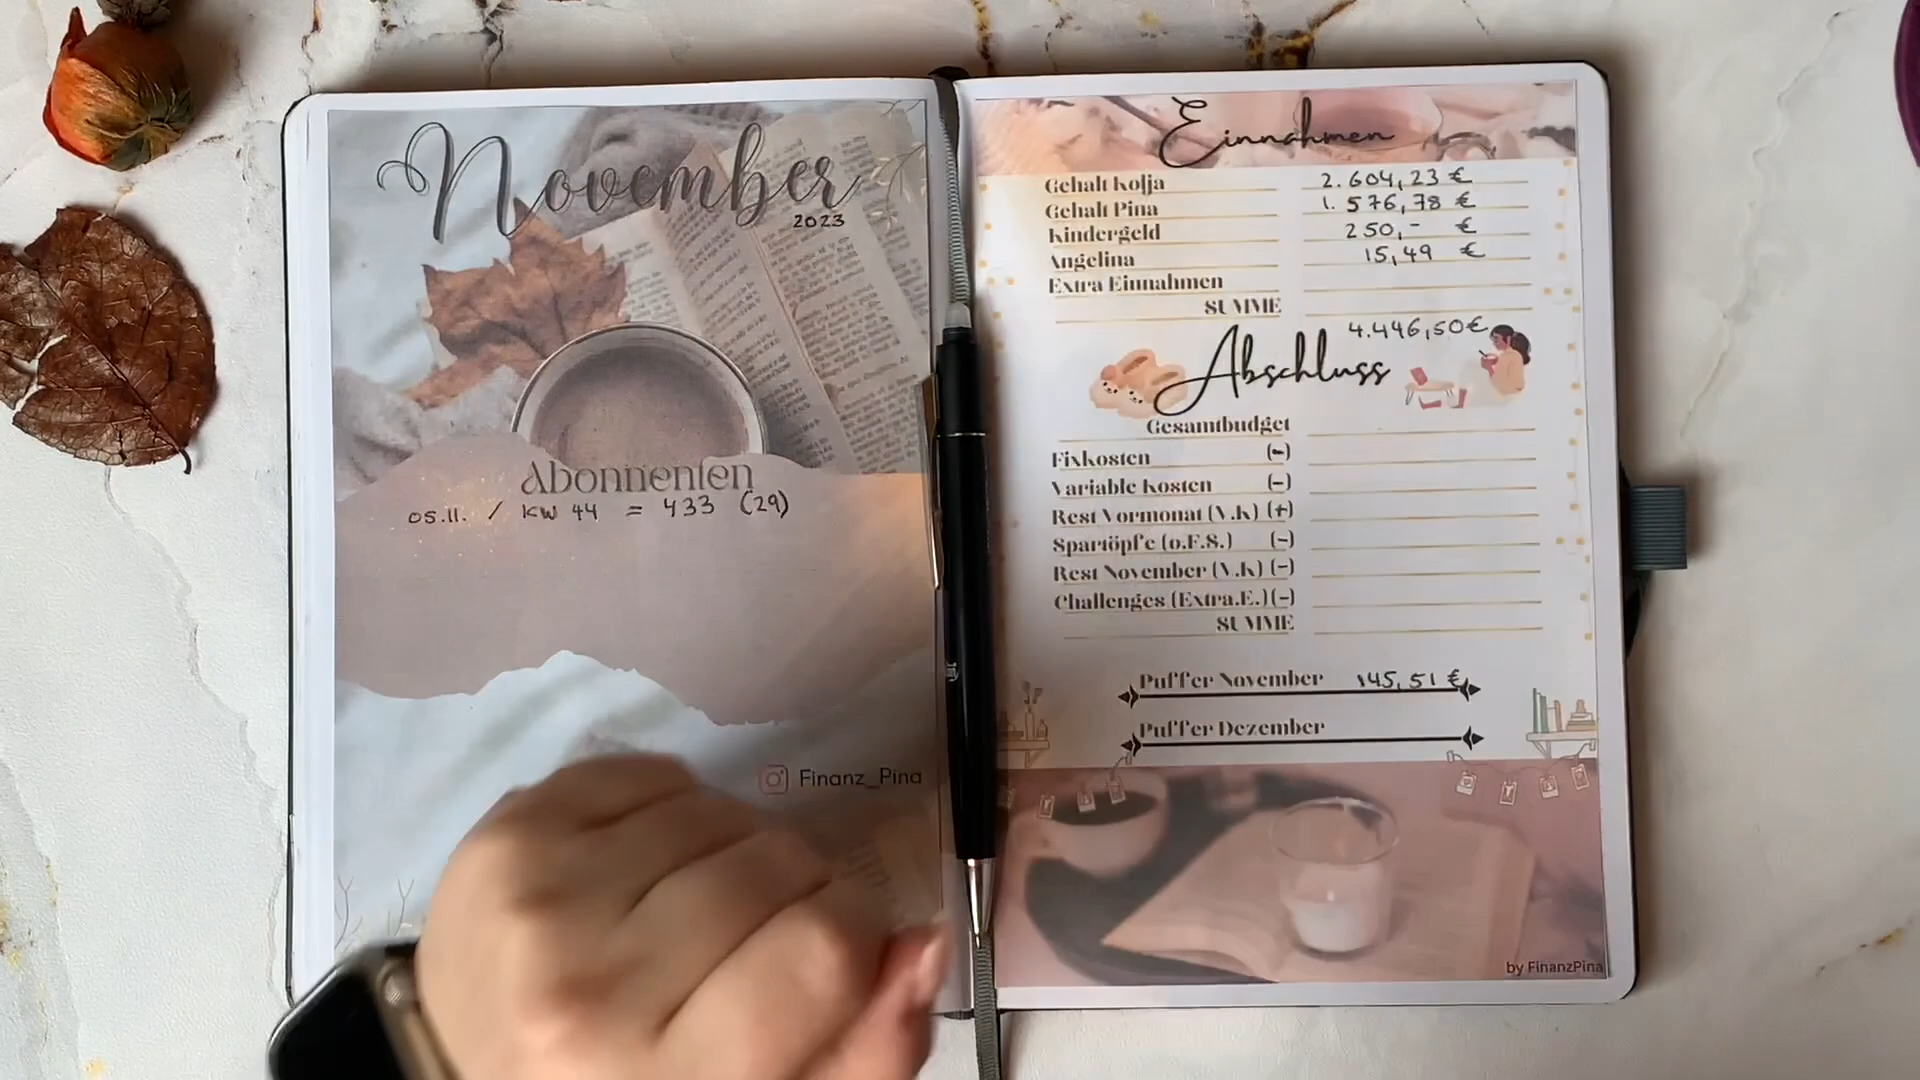 November
2023
Abonnenten
05.11. / KW 44 = 433 (29)
Finanz_Pina
Einnahmen
Gehalt Kolja 2.604,23 €
Gehalt Pina 1.576,78 €
Kindergeld 250,- €
Angelina 15,49 €
Extra Einnahmen
SUMME
4.446,50€
Abschluss
Gesamtbudget
Fixkosten (-)
Variable Kosten (-)
Rest Vormonat (V.K) (+)
Spartöpfe (o.F.S.) (-)
Rest November (V.K) (-)
Challenges (Extra.E.) (-)
SUMME
Puffer November 145,51 €
Puffer Dezember
by FinanzPina